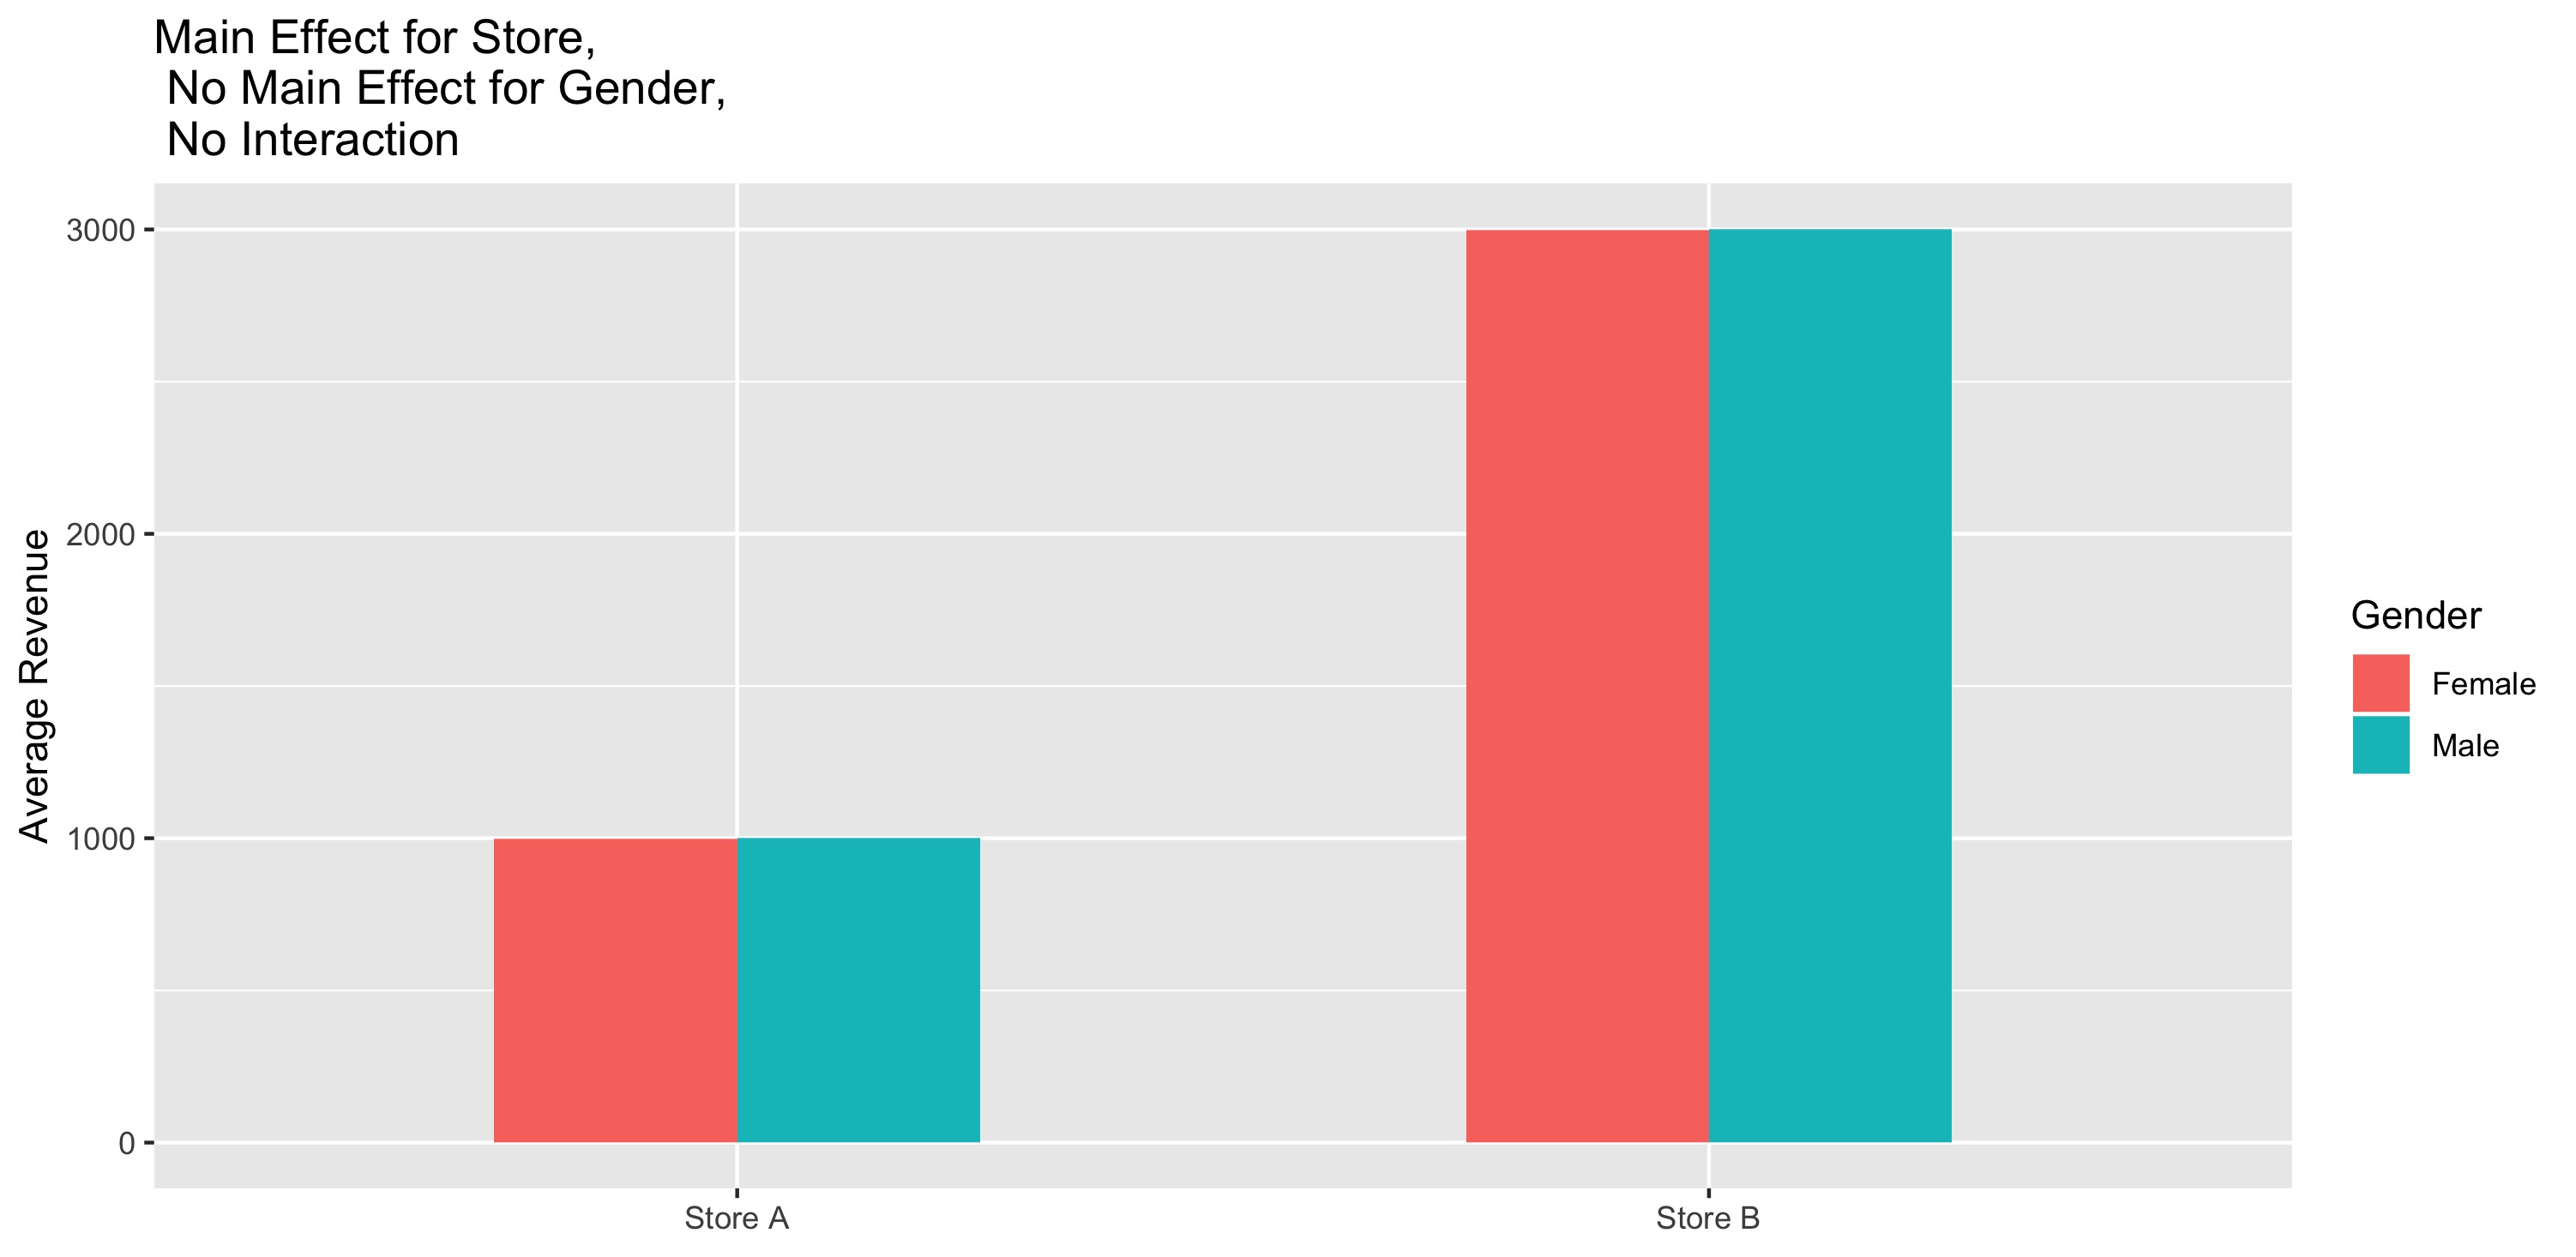 Main Effect for Store,
No Main Effect for Gender,
No Interaction
Average Revenue
3000
2000
1000
0
Store A
Store B
Gender
Female
Male